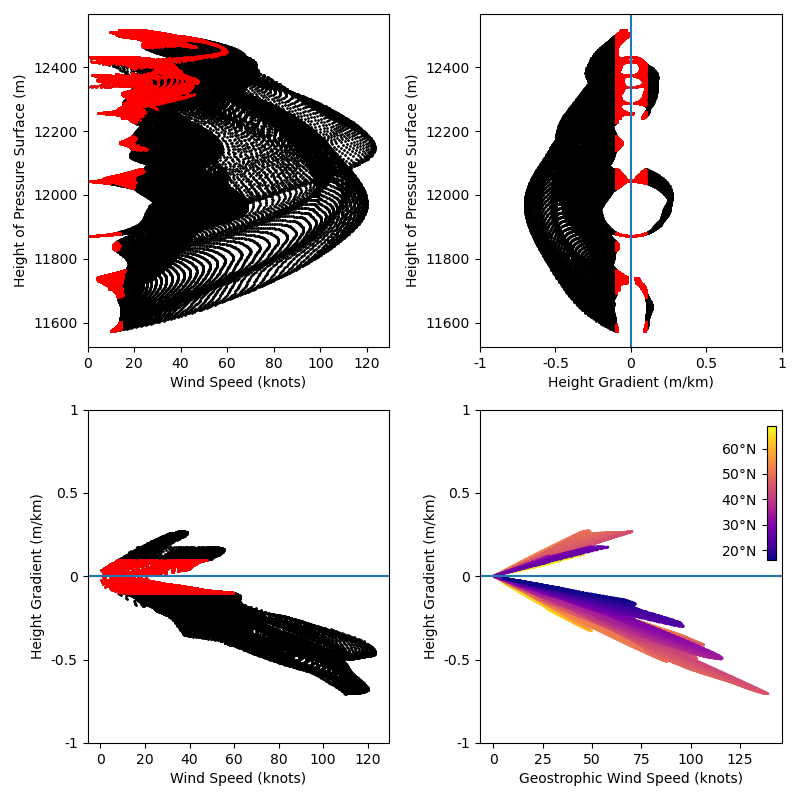 Height of Pressure Surface (m)
12400
12200
12000
11800
11600
0 20 40 60 80 100 120
Wind Speed (knots)
Height of Pressure Surface (m)
12400
12200
12000
11800
11600
-1 -0.5 0 0.5 1
Height Gradient (m/km)
Height Gradient (m/km)
1
0.5
0
-0.5
-1
0 20 40 60 80 100 120
Wind Speed (knots)
Height Gradient (m/km)
1
0.5
0
-0.5
-1
60°N
50°N
40°N
30°N
20°N
0 25 50 75 100 125
Geostrophic Wind Speed (knots)